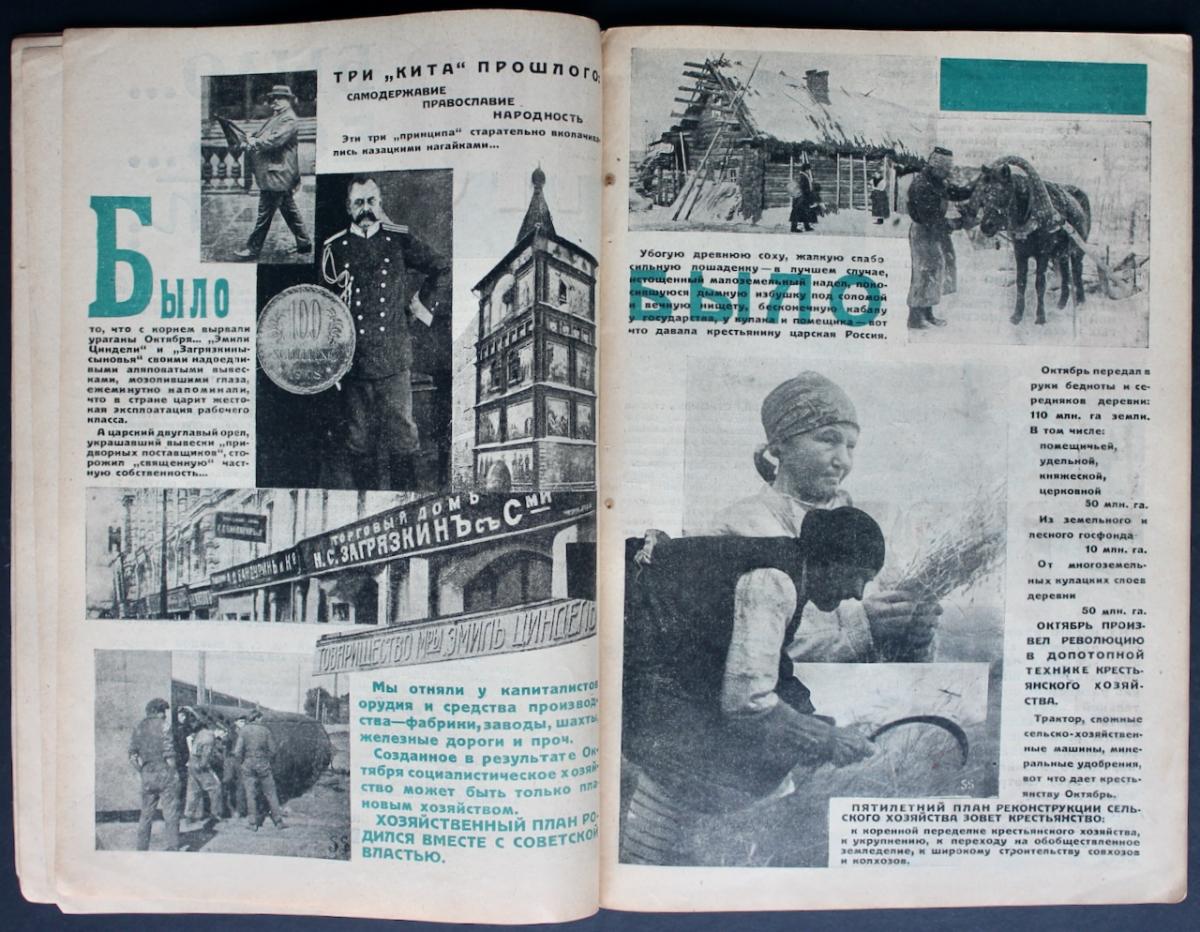 ТРИ „КИТА“ ПРОШЛОГО:
САМОДЕРЖАВИЕ
ПРАВОСЛАВИЕ
НАРОДНОСТЬ
Эти три „принципа“ старательно вколачива-
лись казацкими нагайками...
Было
то, что с корнем вырвали
ураганы Октября... „Эмили
Циндели“ и „Загрязкины-
сыновья“ своими надоедли-
выми аляповатыми вывес-
ками, мозолившими глаза,
ежеминутно напоминали,
что в стране царит жесто-
кая эксплоатация рабочего
класса.
А царский двуглавый орел,
украшавший вывески „при-
дворных поставщиков“, сто-
рожил „священную“ част-
ную собственность...
100
ТОРГОВЫЙ ДОМЪ
Н.С. ЗАГРЯЗКИНЪ съ Сми
БАНДУРИНЪ и Ко
ТОВАРИЩЕСТВО МРЫ ЭМИЛЬ ЦИНДЕЛЬ
Мы отняли у капиталистов
орудия и средства производ-
ства—фабрики, заводы, шахты,
железные дороги и проч.
Созданное в результате Ок-
тября социалистическое хозяй-
ство может быть только пла-
новым хозяйством.
ХОЗЯЙСТВЕННЫЙ ПЛАН РО-
ДИЛСЯ ВМЕСТЕ С СОВЕТСКОЙ
ВЛАСТЬЮ.
SS
Убогую древнюю соху, жалкую слабо
сильную лошаденку—в лучшем случае,
истощенный малоземельный надел, поко-
сившуюся дымную избушку под соломой
и вечную нищету, бесконечную кабалу
у государства, у кулака и помещика—вот
что давала крестьянину царская Россия.
Октябрь передал в
руки бедноты и се-
редняков деревни:
110 млн. га земли.
В том числе:
помещичьей,
удельной,
княжеской,
церковной
50 млн. га.
Из земельного и
лесного госфонда
10 млн. га.
От многоземель-
ных кулацких слоев
деревни
50 млн. га.
ОКТЯБРЬ ПРОИЗ-
ВЕЛ РЕВОЛЮЦИЮ
В ДОПОТОПНОЙ
ТЕХНИКЕ КРЕСТЬ-
ЯНСКОГО ХОЗЯЙ-
СТВА.
Трактор, сложные
сельско-хозяйствен-
ные машины, мине-
ральные удобрения,
вот что дает кресть-
янству Октябрь.
SS
ПЯТИЛЕТНИЙ ПЛАН РЕКОНСТРУКЦИИ СЕЛЬ-
СКОГО ХОЗЯЙСТВА ЗОВЕТ КРЕСТЬЯНСТВО:
к коренной переделке крестьянского хозяйства,
к укрупнению, к переходу на обобществленное
земледелие, к широкому строительству совхозов
и колхозов.